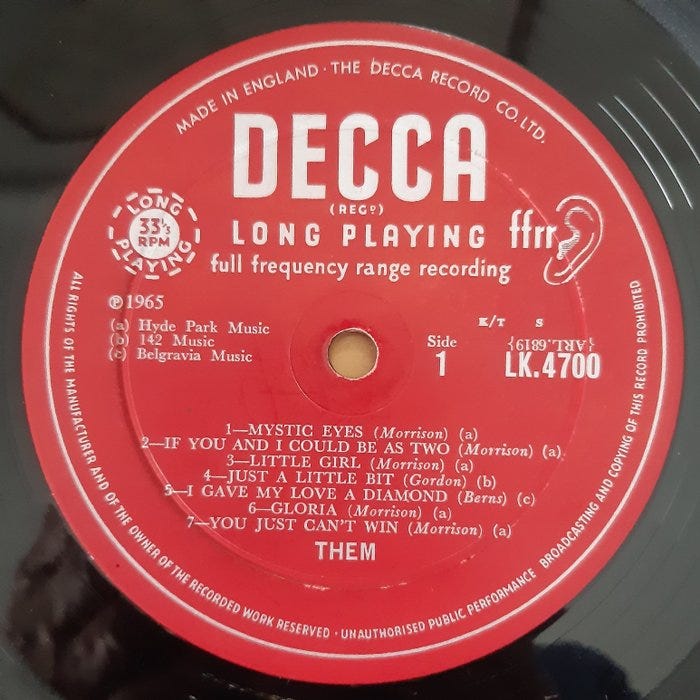 MADE IN ENGLAND · THE DECCA RECORD CO. LTD.
DECCA
(REGD)
LONG PLAYING ffrr
full frequency range recording
LONG
33⅓
RPM
PLAYING
℗1965
(a) Hyde Park Music
(b) 142 Music
(c) Belgravia Music
K/T S
Side {ARL.6819}
1 LK.4700
1—MYSTIC EYES (Morrison) (a)
2—IF YOU AND I COULD BE AS TWO (Morrison) (a)
3—LITTLE GIRL (Morrison) (a)
4—JUST A LITTLE BIT (Gordon) (b)
5—I GAVE MY LOVE A DIAMOND (Berns) (c)
6—GLORIA (Morrison) (a)
7—YOU JUST CAN'T WIN (Morrison) (a)
THEM
ALL RIGHTS OF THE MANUFACTURER AND OF THE OWNER OF THE RECORDED WORK RESERVED · UNAUTHORISED PUBLIC PERFORMANCE BROADCASTING AND COPYING OF THIS RECORD PROHIBITED